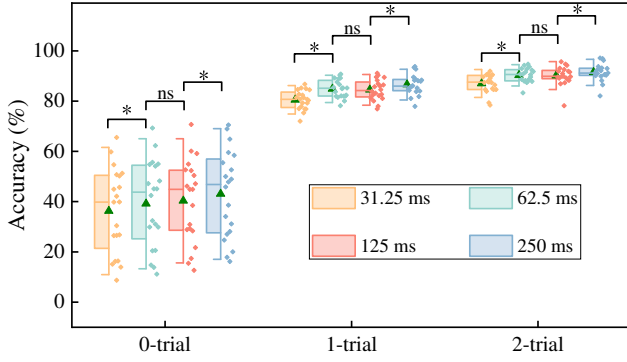 Accuracy (%)
100
80
60
40
20
0
* ns *
* ns *
* ns *
31.25 ms
62.5 ms
125 ms
250 ms
0-trial
1-trial
2-trial